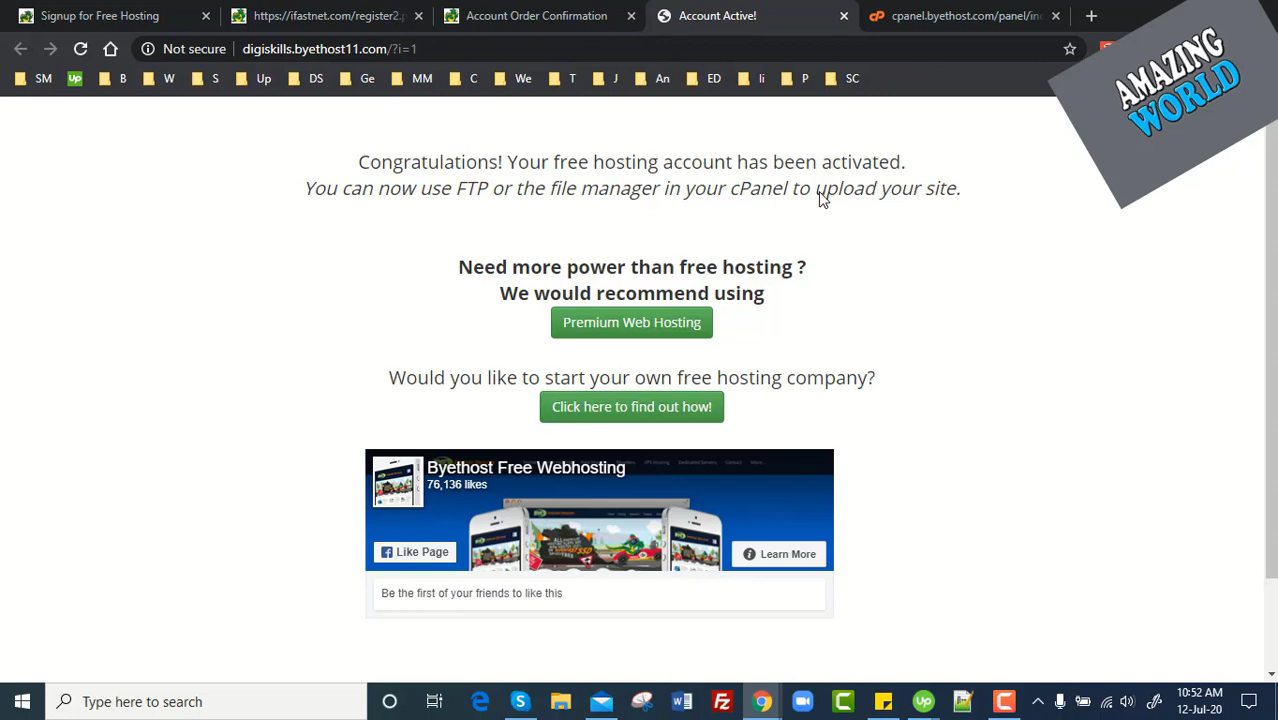 Signup for Free Hosting
https://ifastnet.com/register2.p
Account Order Confirmation
Account Active!
cpanel.byethost.com/panel/in
Not secure
digiskills.byethost11.com/?i=1
SM
Up
B
W
S
Up
DS
Ge
MM
C
We
T
J
An
ED
li
P
SC
AMAZING
WORLD
Congratulations! Your free hosting account has been activated.
You can now use FTP or the file manager in your cPanel to upload your site.
Need more power than free hosting ?
We would recommend using
Premium Web Hosting
Would you like to start your own free hosting company?
Click here to find out how!
Byethost Free Webhosting
76,136 likes
Like Page
Learn More
Be the first of your friends to like this
Type here to search
10:52 AM
12-Jul-20